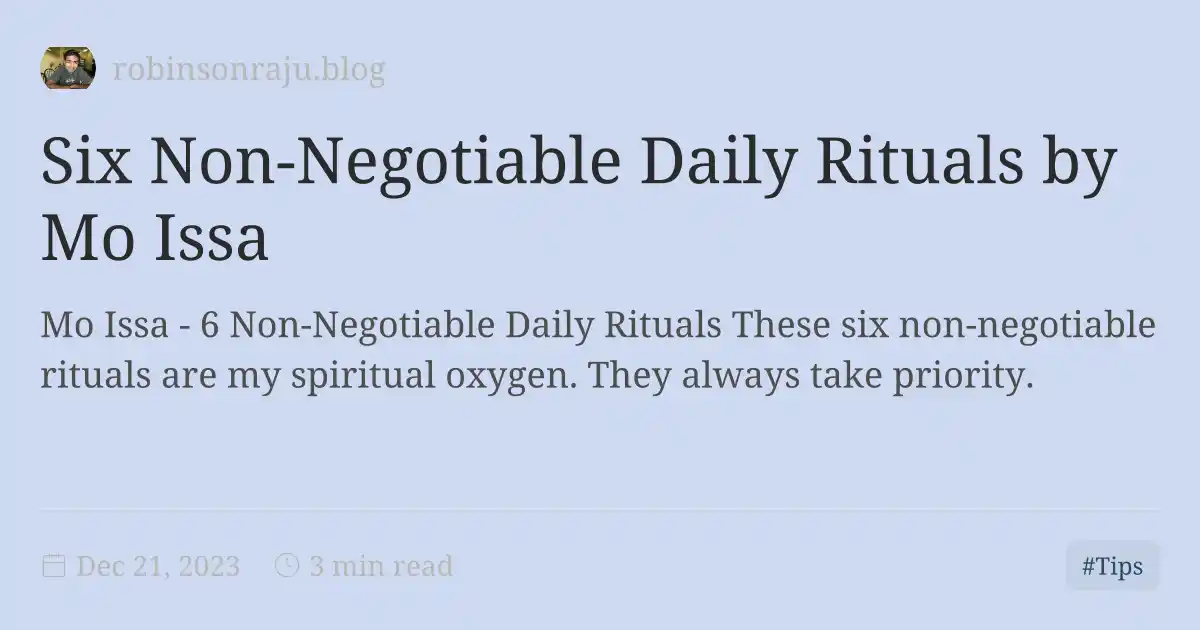 robinsonraju.blog
Six Non-Negotiable Daily Rituals by
Mo Issa
Mo Issa - 6 Non-Negotiable Daily Rituals These six non-negotiable
rituals are my spiritual oxygen. They always take priority.
Dec 21, 2023 3 min read #Tips